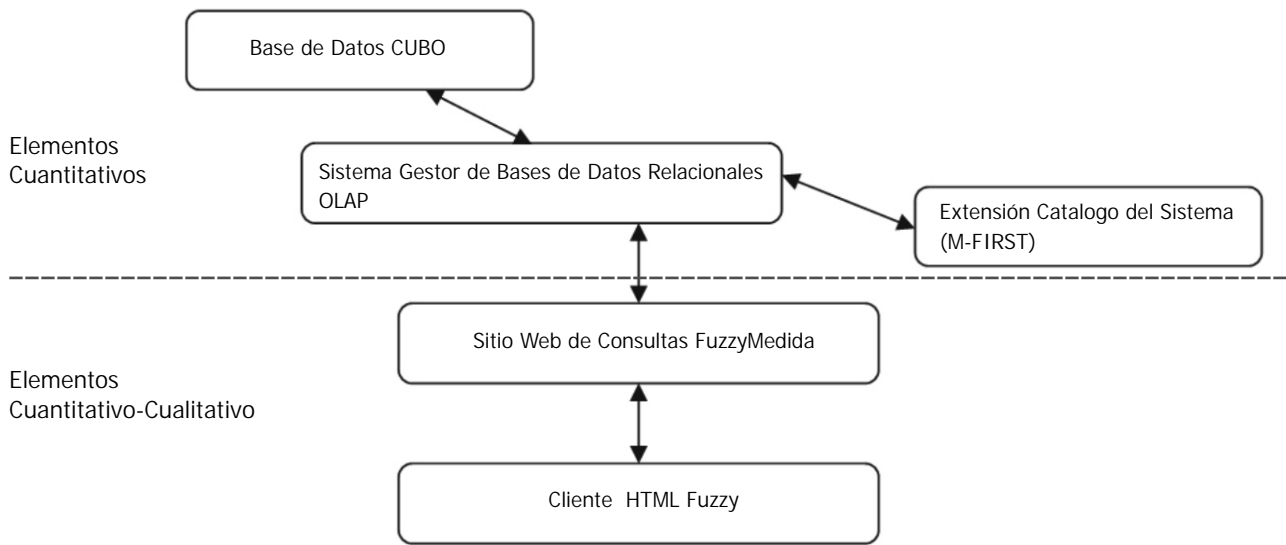 Base de Datos CUBO
Elementos
Cuantitativos
Sistema Gestor de Bases de Datos Relacionales
OLAP
Extensión Catalogo del Sistema
(M-FIRST)
Sitio Web de Consultas FuzzyMedida
Elementos
Cuantitativo-Cualitativo
Cliente HTML Fuzzy